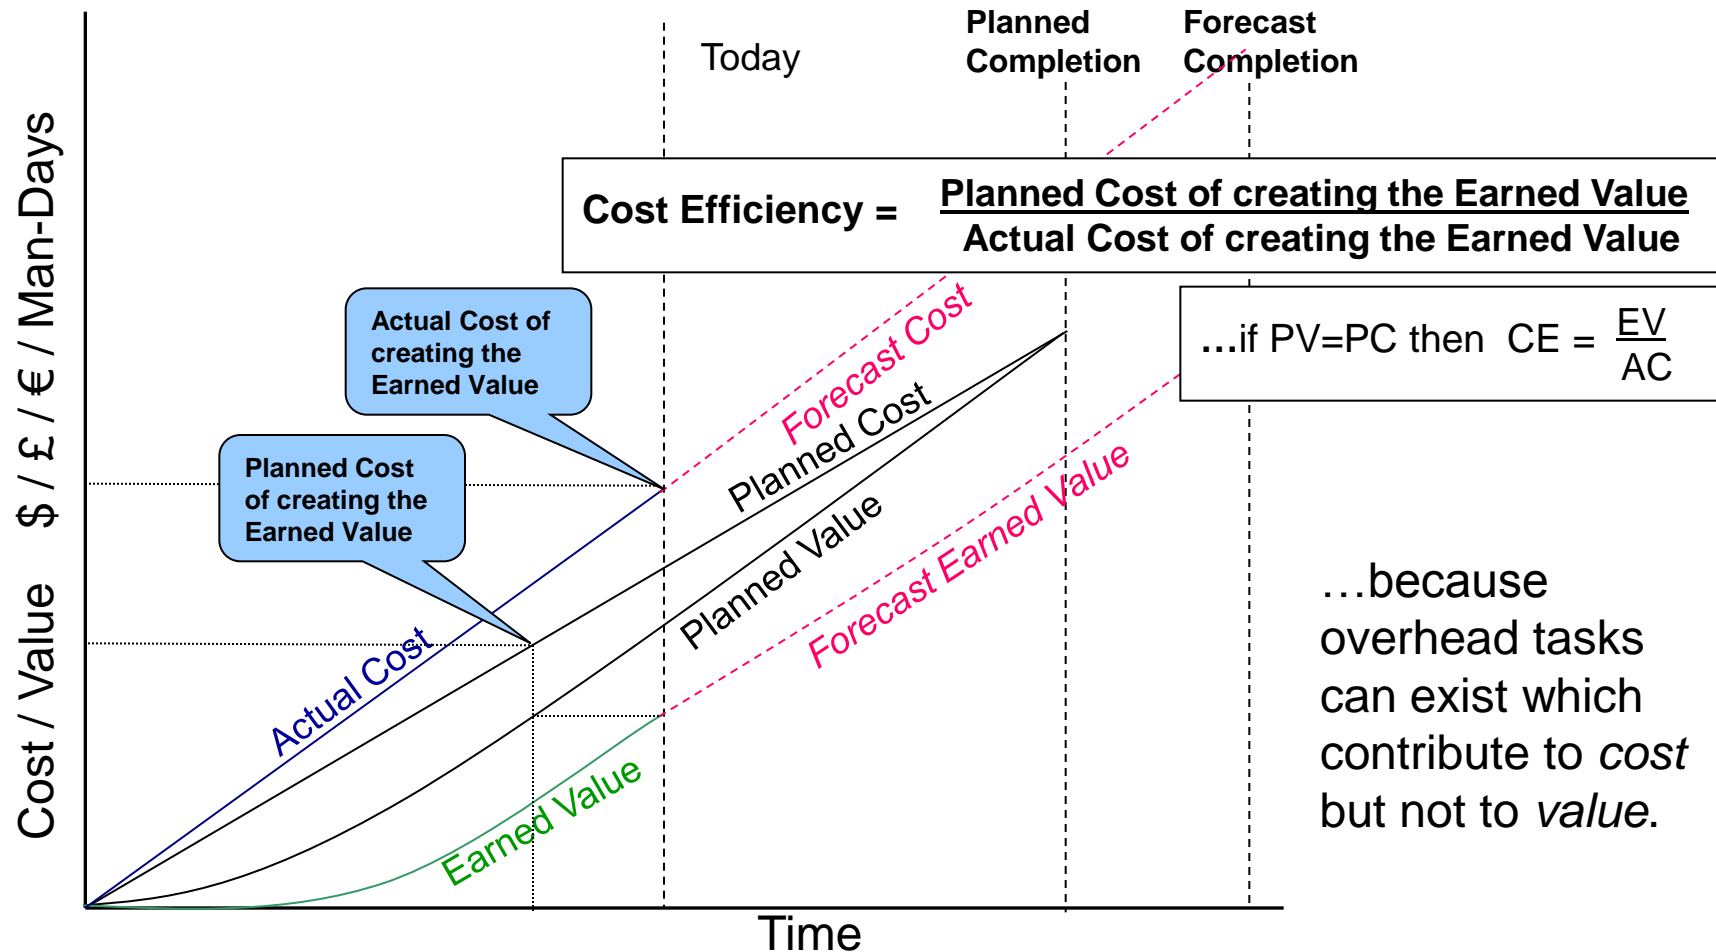 Planned
Completion
Forecast
Completion
Today
Cost / Value   $ / £ / € / Man-Days
Cost Efficiency =
Planned Cost of creating the Earned Value
Actual Cost of creating the Earned Value
...if PV=PC then CE =
EV
AC
Actual Cost of
creating the
Earned Value
Planned Cost
of creating the
Earned Value
Forecast Cost
Planned Cost
Planned Value
Forecast Earned Value
Actual Cost
Earned Value
...because
overhead tasks
can exist which
contribute to cost
but not to value.
Time